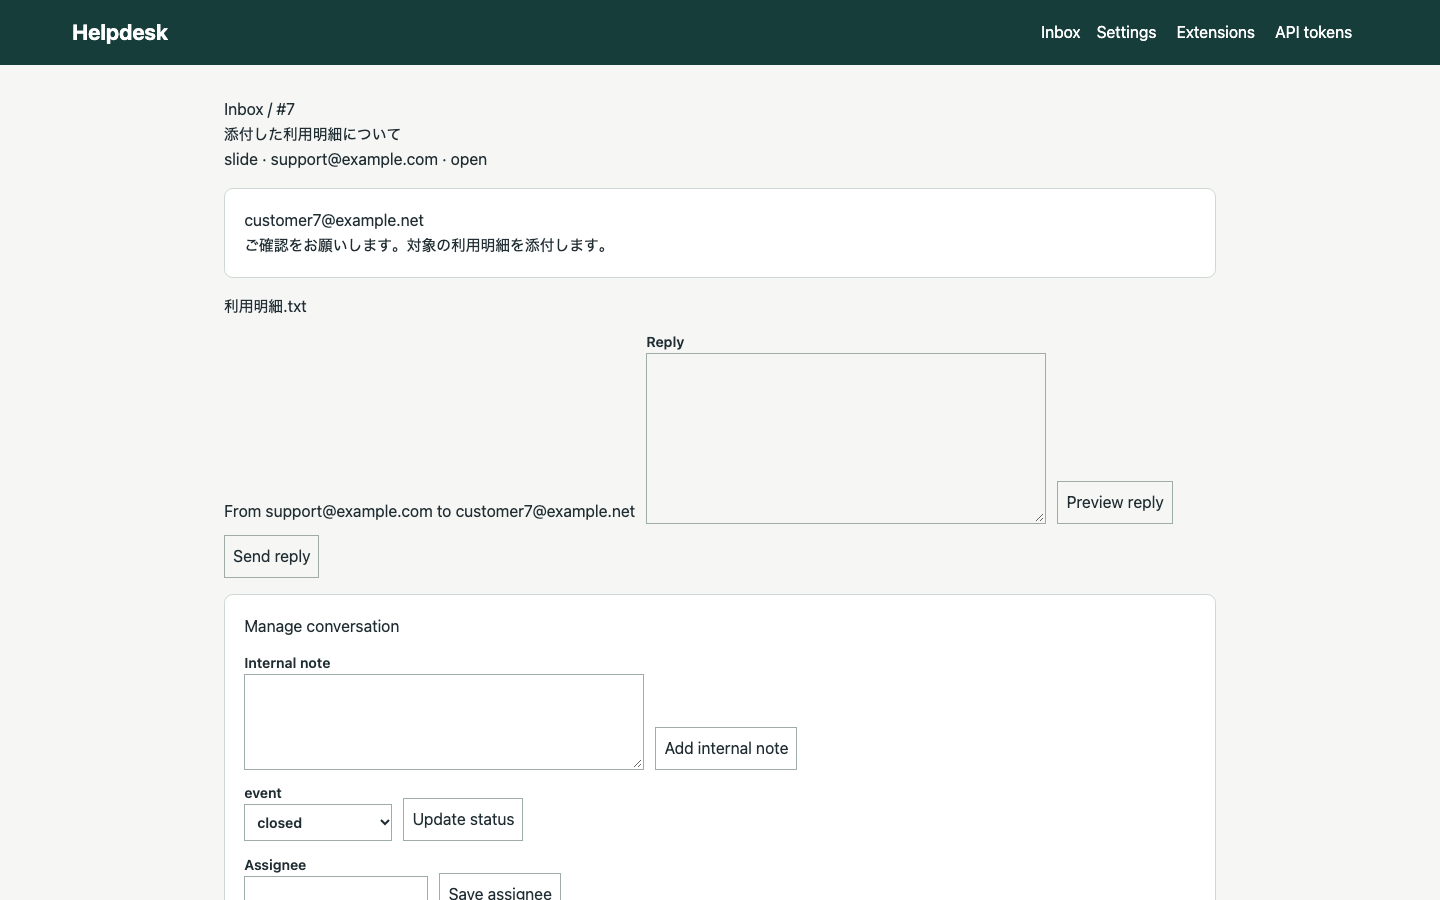 Helpdesk
Inbox Settings Extensions API tokens
Inbox / #7
添付した利用明細について
slide · support@example.com · open
customer7@example.net
ご確認をお願いします。対象の利用明細を添付します。
利用明細.txt
Reply
From support@example.com to customer7@example.net
Preview reply
Send reply
Manage conversation
Internal note
Add internal note
event
closed
Update status
Assignee
Save assignee